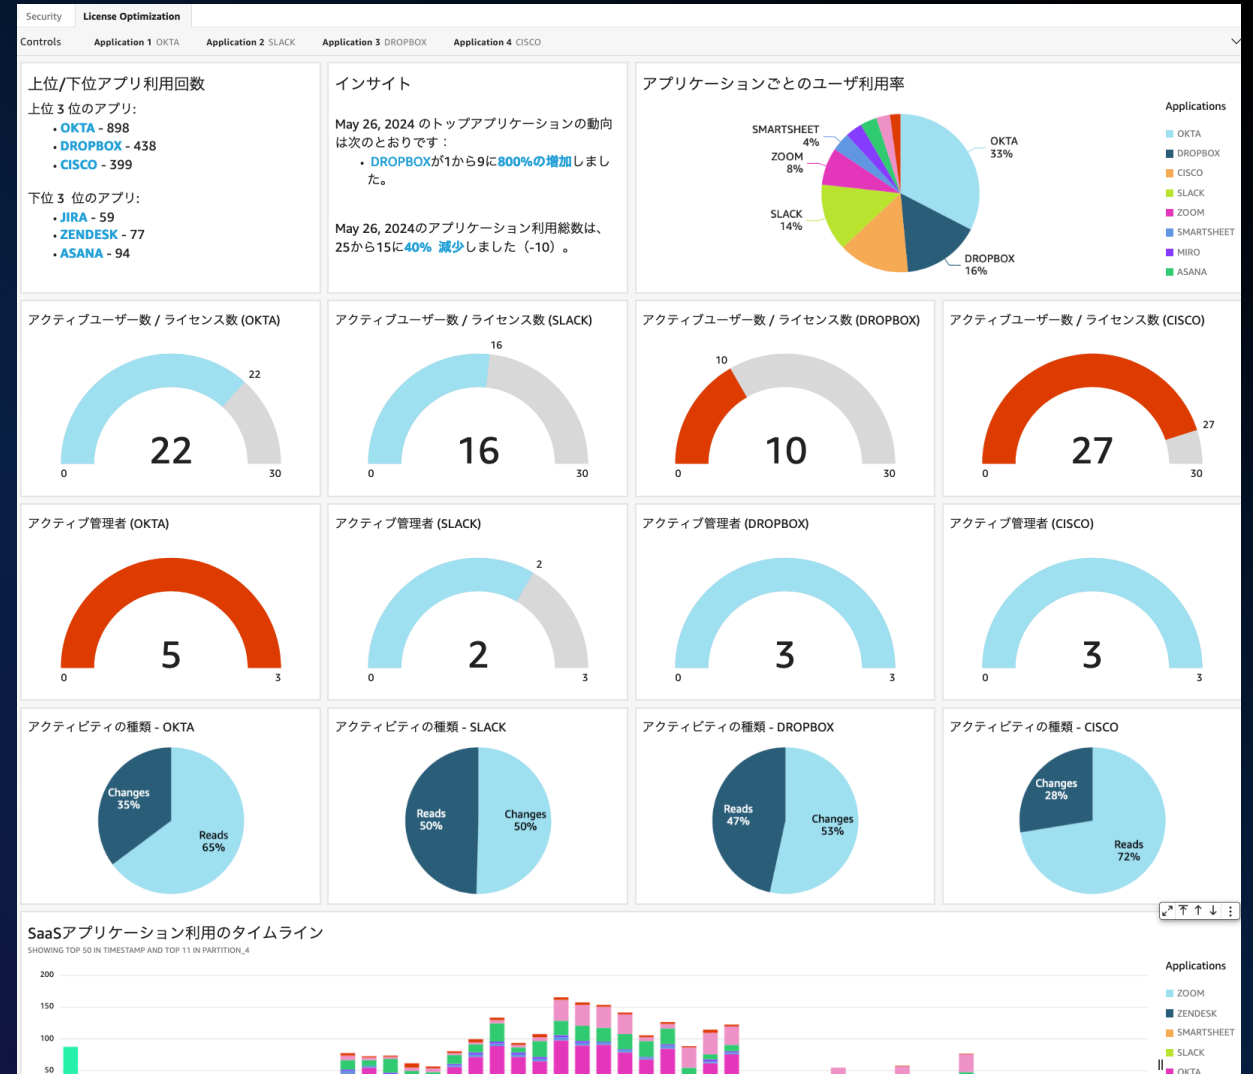 Security
License Optimization
Controls
Application 1 OKTA
Application 2 SLACK
Application 3 DROPBOX
Application 4 CISCO
上位/下位アプリ利用回数
上位 3 位のアプリ:
• OKTA - 898
• DROPBOX - 438
• CISCO - 399
下位 3 位のアプリ:
• JIRA - 59
• ZENDESK - 77
• ASANA - 94
インサイト
May 26, 2024 のトップアプリケーションの動向
は次のとおりです：
• DROPBOXが1から9に800%の増加しまし
た。
May 26, 2024のアプリケーション利用総数は、
25から15に40% 減少しました（-10）。
アプリケーションごとのユーザ利用率
SMARTSHEET
4%
ZOOM
8%
SLACK
14%
OKTA
33%
DROPBOX
16%
Applications
OKTA
DROPBOX
CISCO
SLACK
ZOOM
SMARTSHEET
MIRO
ASANA
アクティブユーザー数 / ライセンス数 (OKTA)
22
22
0
30
アクティブユーザー数 / ライセンス数 (SLACK)
16
16
0
30
アクティブユーザー数 / ライセンス数 (DROPBOX)
10
10
0
30
アクティブユーザー数 / ライセンス数 (CISCO)
27
27
0
30
アクティブ管理者 (OKTA)
5
0
3
アクティブ管理者 (SLACK)
2
2
0
3
アクティブ管理者 (DROPBOX)
3
0
3
アクティブ管理者 (CISCO)
3
0
3
アクティビティの種類 - OKTA
Changes
35%
Reads
65%
アクティビティの種類 - SLACK
Reads
50%
Changes
50%
アクティビティの種類 - DROPBOX
Reads
47%
Changes
53%
アクティビティの種類 - CISCO
Changes
28%
Reads
72%
SaaSアプリケーション利用のタイムライン
SHOWING TOP 50 IN TIMESTAMP AND TOP 11 IN PARTITION_4
200
150
100
50
Applications
ZOOM
ZENDESK
SMARTSHEET
SLACK
OKTA